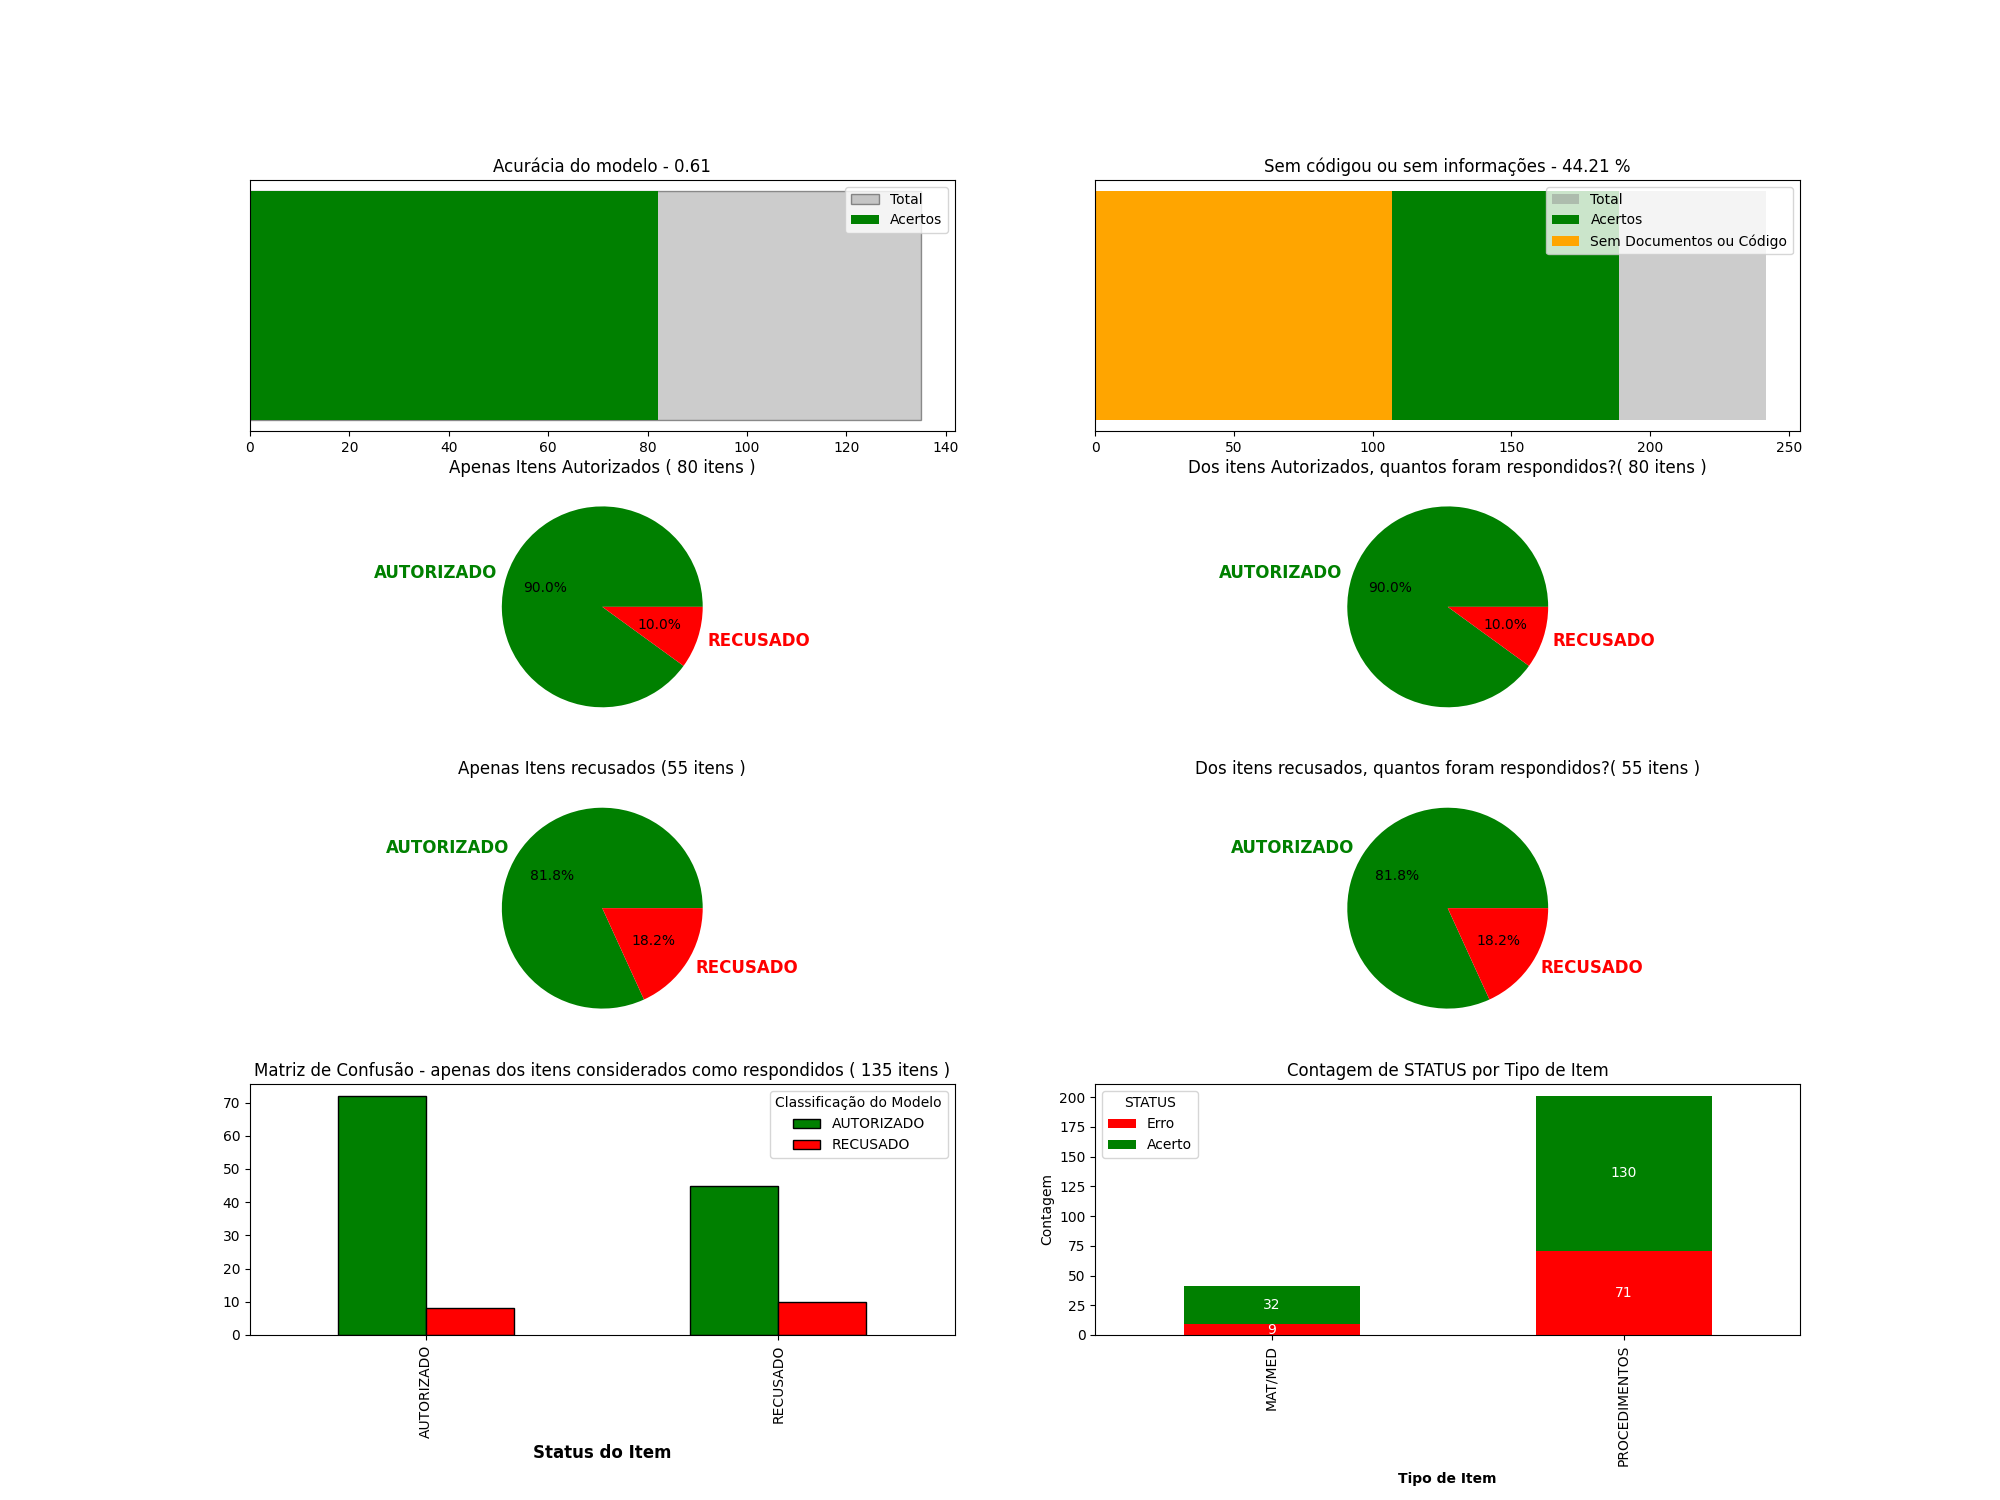 Acurácia do modelo - 0.61
Total
Acertos
0 20 40 60 80 100 120 140
Sem códigou ou sem informações - 44.21 %
Total
Acertos
Sem Documentos ou Código
0 50 100 150 200 250
Apenas Itens Autorizados ( 80 itens )
AUTORIZADO
90.0%
10.0%
RECUSADO
Dos itens Autorizados, quantos foram respondidos?( 80 itens )
AUTORIZADO
90.0%
10.0%
RECUSADO
Apenas Itens recusados (55 itens )
AUTORIZADO
81.8%
18.2%
RECUSADO
Dos itens recusados, quantos foram respondidos?( 55 itens )
AUTORIZADO
81.8%
18.2%
RECUSADO
Matriz de Confusão - apenas dos itens considerados como respondidos ( 135 itens )
Classificação do Modelo
AUTORIZADO
RECUSADO
70
60
50
40
30
20
10
0
AUTORIZADO
RECUSADO
Status do Item
Contagem de STATUS por Tipo de Item
STATUS
Erro
Acerto
Contagem
200
175
150
125
100
75
50
25
0
32
9
130
71
MAT/MED
PROCEDIMENTOS
Tipo de Item